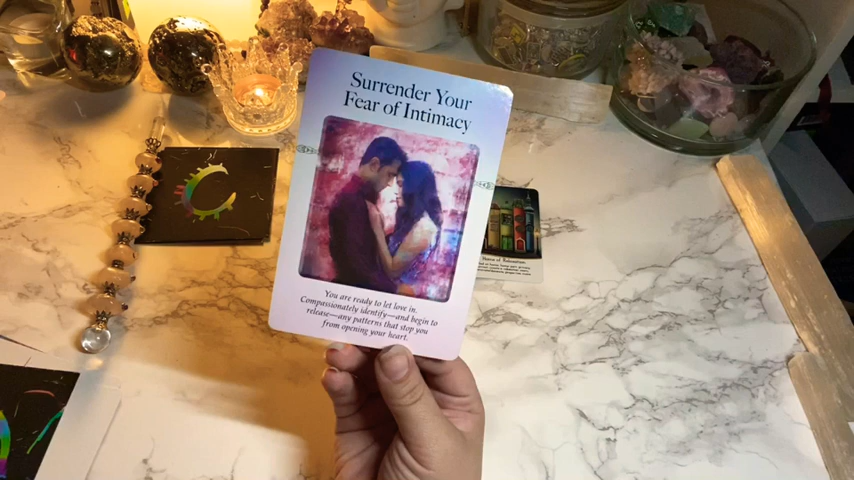 Surrender Your
Fear of Intimacy
You are ready to let love in.
Compassionately identify—and begin to
release—any patterns that stop you
from opening your heart.